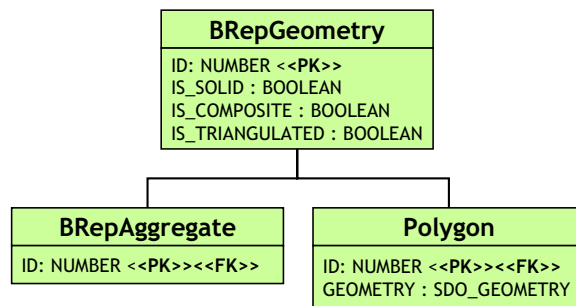 BRepGeometry
ID: NUMBER <<PK>>
IS_SOLID : BOOLEAN
IS_COMPOSITE : BOOLEAN
IS_TRIANGULATED : BOOLEAN
BRepAggregate
ID: NUMBER <<PK>><<FK>>
Polygon
ID: NUMBER <<PK>><<FK>>
GEOMETRY : SDO_GEOMETRY